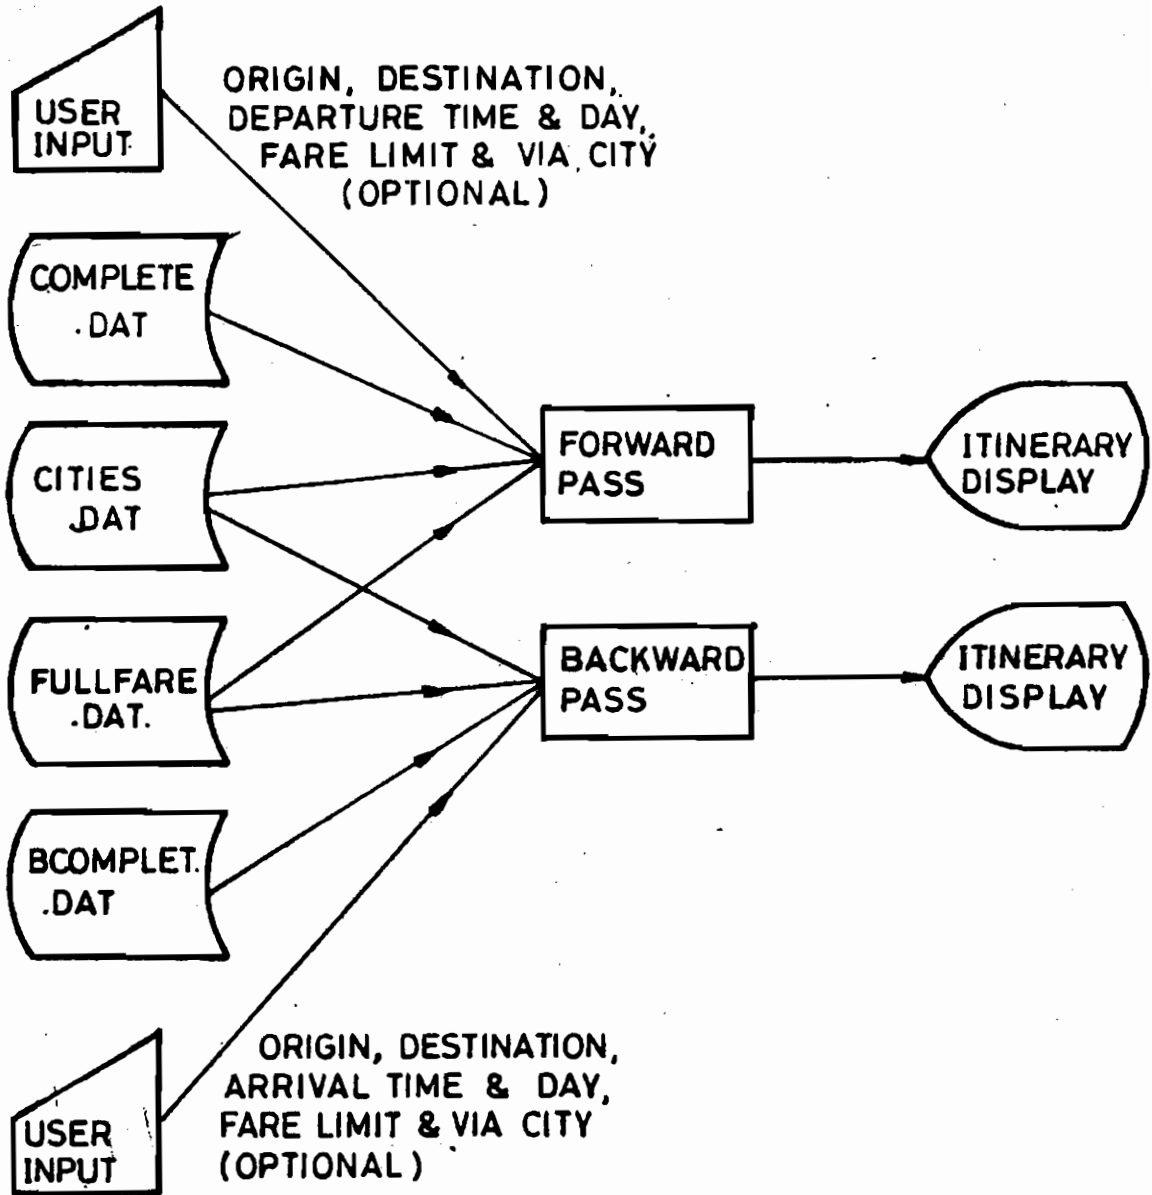 USER
INPUT
ORIGIN, DESTINATION,
DEPARTURE TIME & DAY,
FARE LIMIT & VIA CITY
(OPTIONAL)
COMPLETE
.DAT
CITIES
.DAT
FORWARD
PASS
ITINERARY
DISPLAY
FULLFARE
.DAT.
BACKWARD
PASS
ITINERARY
DISPLAY
BCOMPLET.
.DAT
USER
INPUT
ORIGIN, DESTINATION,
ARRIVAL TIME & DAY,
FARE LIMIT & VIA CITY
(OPTIONAL)